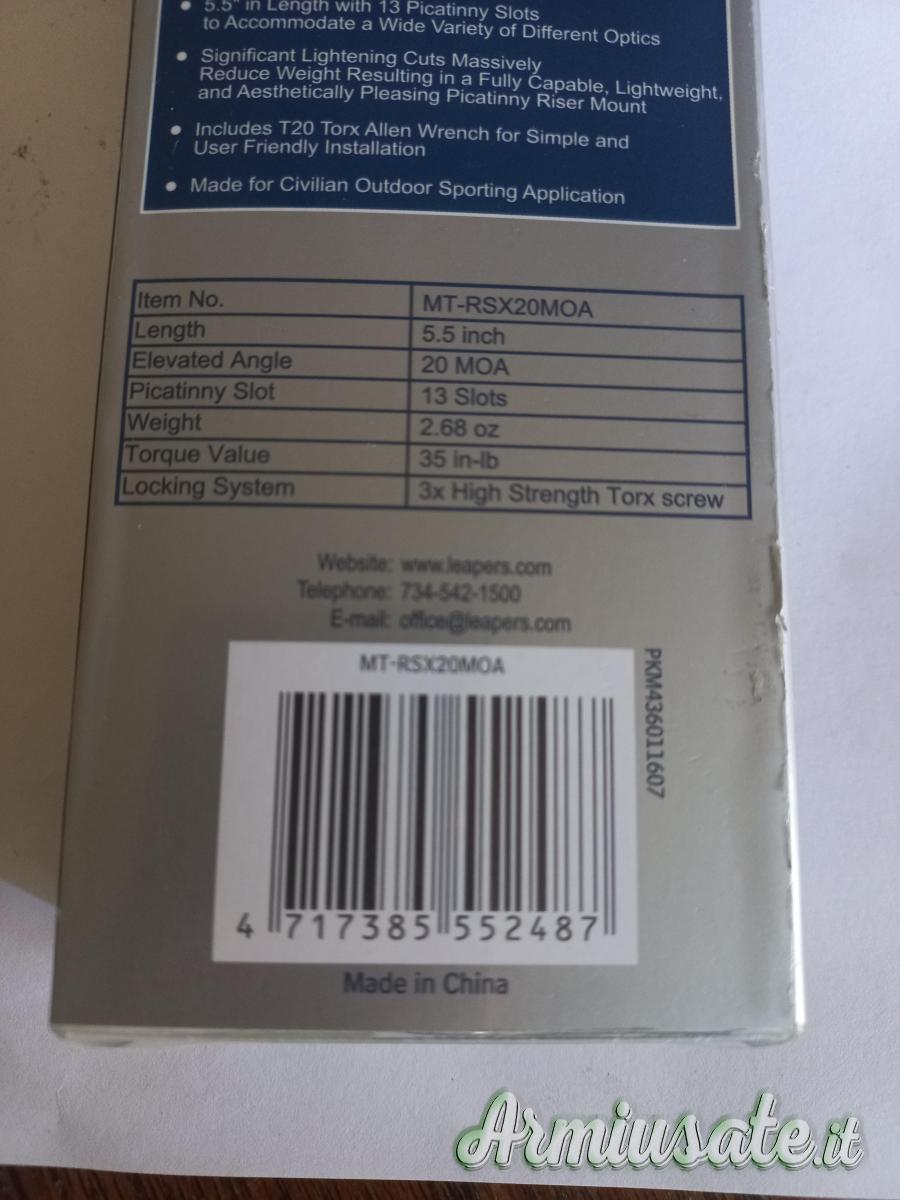 5.5" in Length with 13 Picatinny Slots
to Accommodate a Wide Variety of Different Optics
Significant Lightening Cuts Massively
Reduce Weight Resulting in a Fully Capable, Lightweight,
and Aesthetically Pleasing Picatinny Riser Mount
Includes T20 Torx Allen Wrench for Simple and
User Friendly Installation
Made for Civilian Outdoor Sporting Application
Item No. MT-RSX20MOA
Length 5.5 inch
Elevated Angle 20 MOA
Picatinny Slot 13 Slots
Weight 2.68 oz
Torque Value 35 in-lb
Locking System 3x High Strength Torx screw
Website: www.leapers.com
Telephone: 734-542-1500
E-mail: office@leapers.com
MT-RSX20MOA
PKM436011607
4 717385 552487
Made in China
Armiusate.it